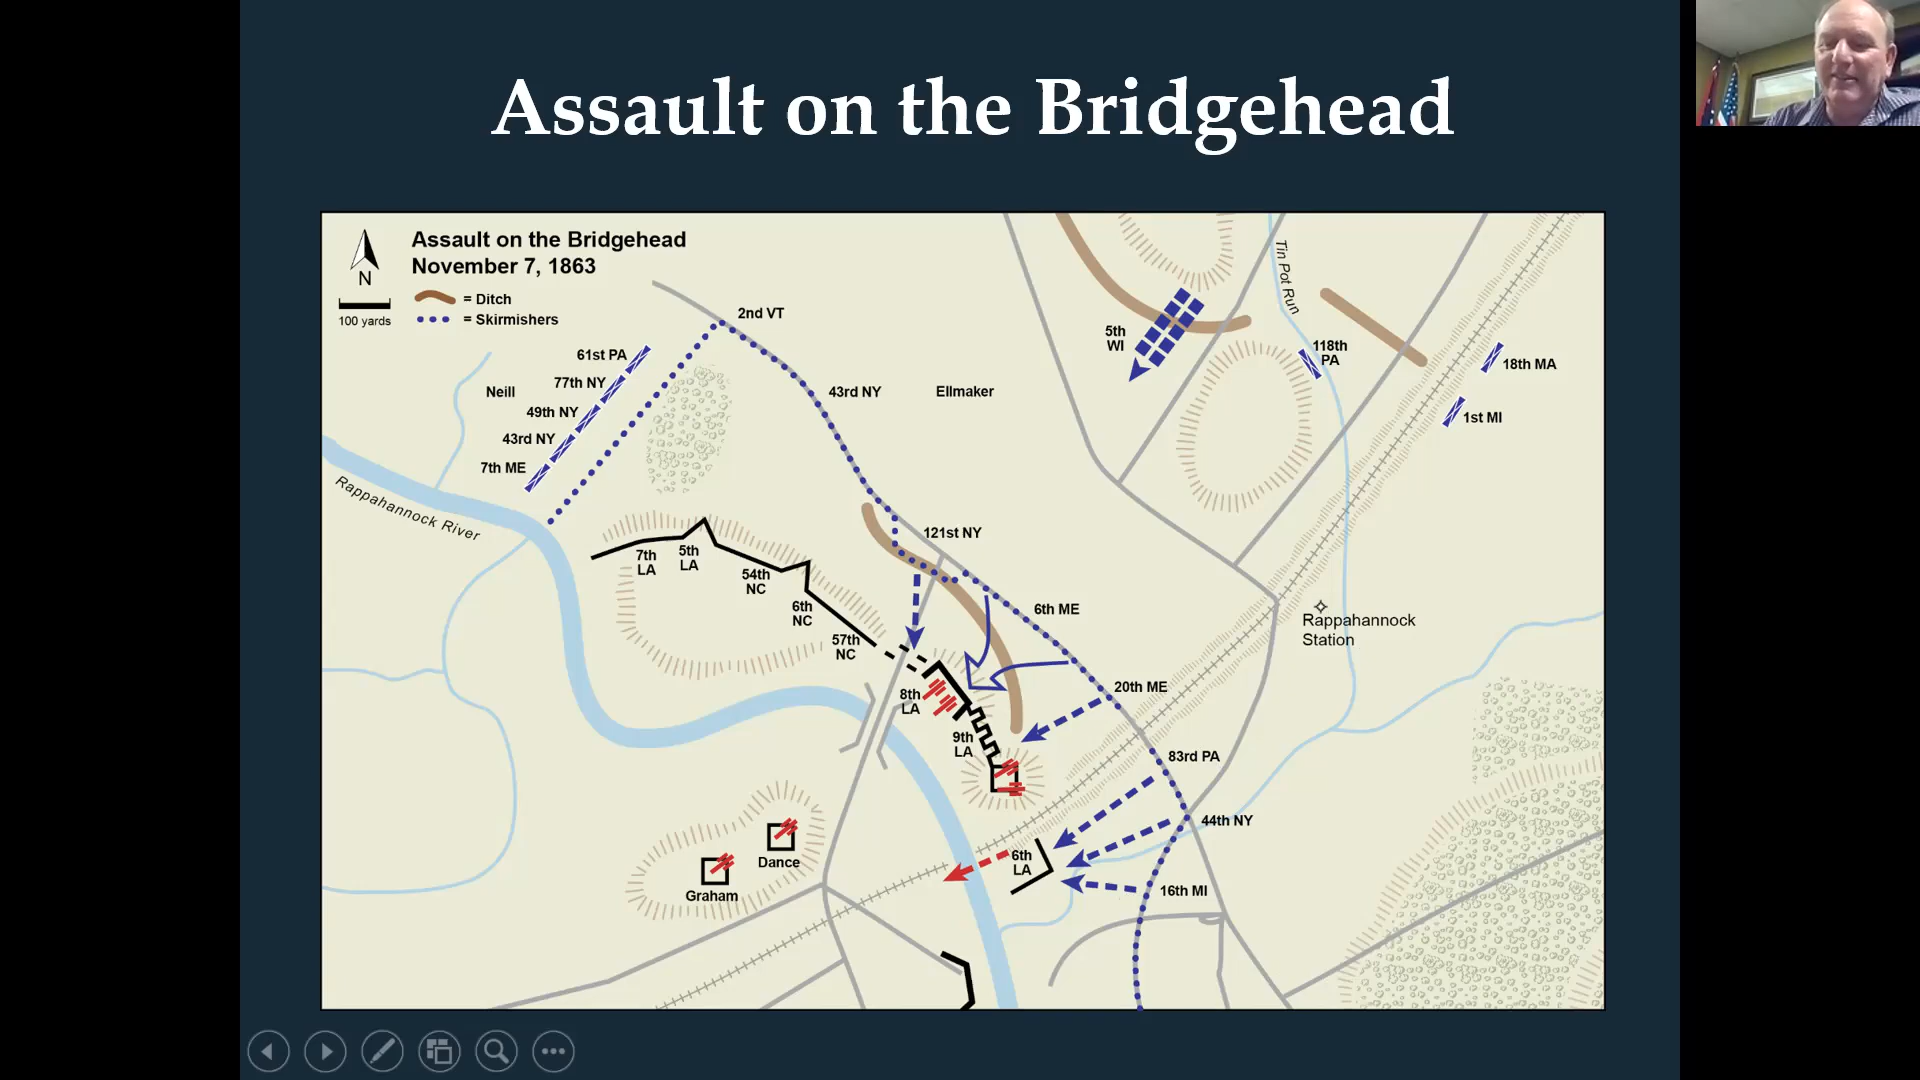 Assault on the Bridgehead
Assault on the Bridgehead
November 7, 1863
N
100 yards
= Ditch
= Skirmishers
2nd VT
61st PA
77th NY
49th NY
43rd NY
7th ME
Neill
43rd NY
Ellmaker
5th
WI
Tin Pot Run
118th
PA
18th MA
1st MI
Rappahannock River
7th
LA
5th
LA
54th
NC
6th
NC
57th
NC
121st NY
6th ME
Rappahannock
Station
8th
LA
20th ME
9th
LA
83rd PA
44th NY
6th
LA
16th MI
Dance
Graham